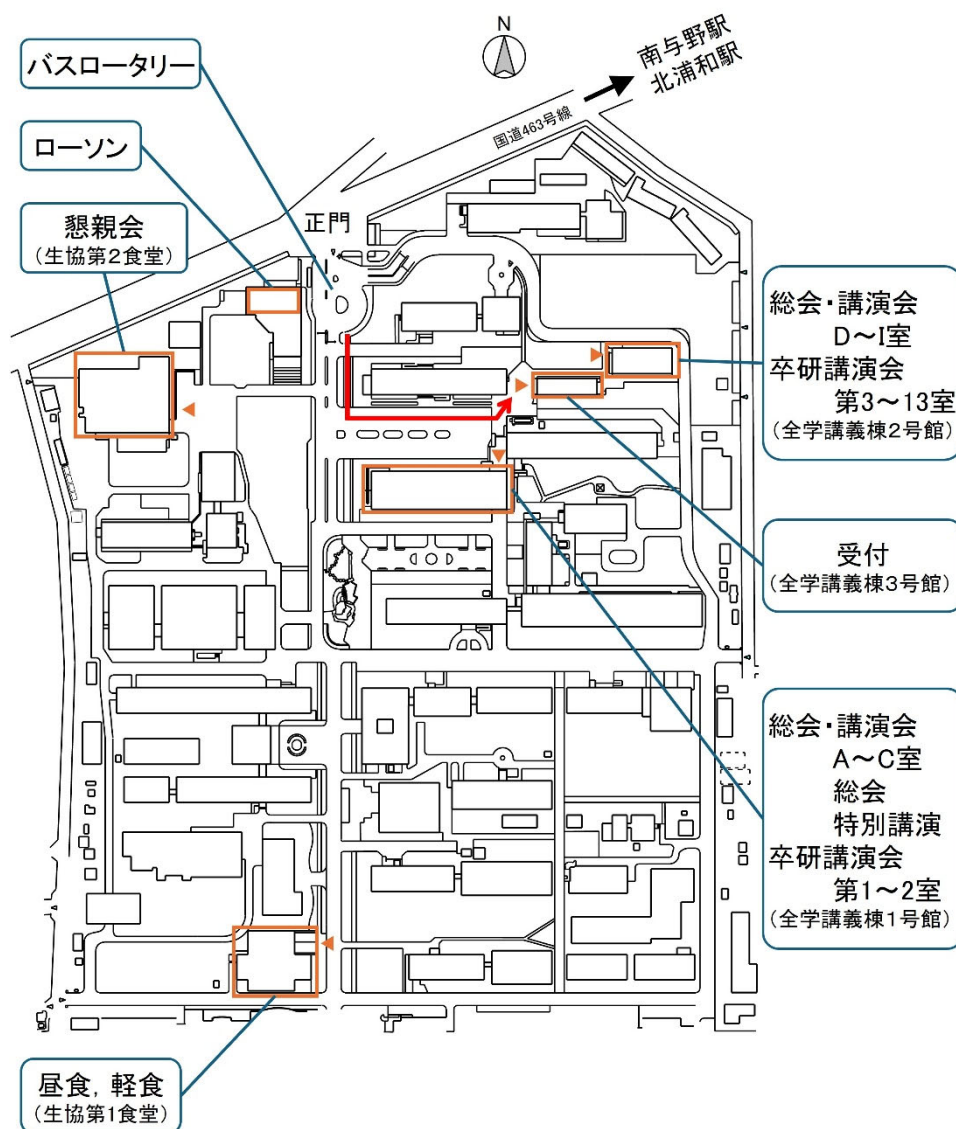 N
南与野駅
北浦和駅
国道463号線
バスロータリー
ローソン
正門
懇親会
(生協第2食堂)
総会・講演会
D～I室
卒研講演会
第3～13室
(全学講義棟2号館)
受付
(全学講義棟3号館)
総会・講演会
A～C室
総会
特別講演
卒研講演会
第1～2室
(全学講義棟1号館)
昼食，軽食
(生協第1食堂)